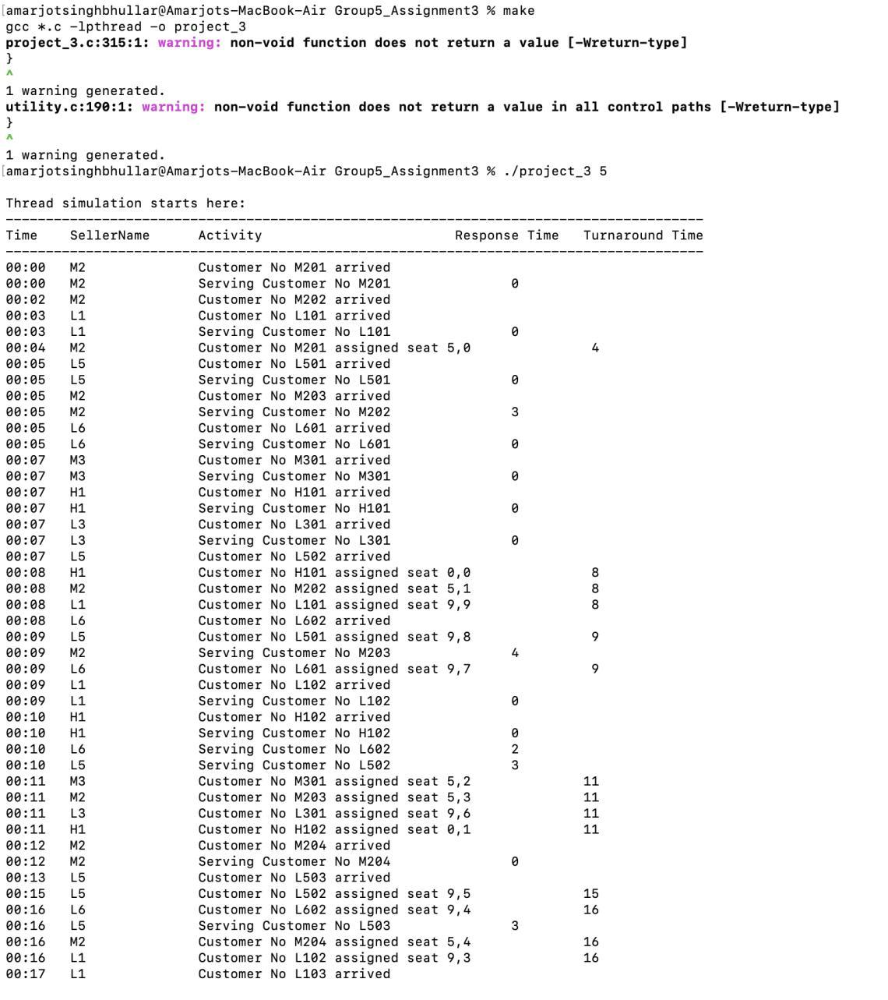 [amarjotsinghbhullar@Amarjots-MacBook-Air Group5_Assignment3 % make
gcc *.c -lpthread -o project_3
project_3.c:315:1: warning: non-void function does not return a value [-Wreturn-type]
}
^
1 warning generated.
utility.c:190:1: warning: non-void function does not return a value in all control paths [-Wreturn-type]
}
^
1 warning generated.
[amarjotsinghbhullar@Amarjots-MacBook-Air Group5_Assignment3 % ./project_3 5
Thread simulation starts here:
---------------------------------------------------------------------------------------
Time SellerName Activity Response Time Turnaround Time
---------------------------------------------------------------------------------------
00:00 M2 Customer No M201 arrived
00:00 M2 Serving Customer No M201 0
00:02 M2 Customer No M202 arrived
00:03 L1 Customer No L101 arrived
00:03 L1 Serving Customer No L101 0
00:04 M2 Customer No M201 assigned seat 5,0 4
00:05 L5 Customer No L501 arrived
00:05 L5 Serving Customer No L501 0
00:05 M2 Customer No M203 arrived
00:05 M2 Serving Customer No M202 3
00:05 L6 Customer No L601 arrived
00:05 L6 Serving Customer No L601 0
00:07 M3 Customer No M301 arrived
00:07 M3 Serving Customer No M301 0
00:07 H1 Customer No H101 arrived
00:07 H1 Serving Customer No H101 0
00:07 L3 Customer No L301 arrived
00:07 L3 Serving Customer No L301 0
00:07 L5 Customer No L502 arrived
00:08 H1 Customer No H101 assigned seat 0,0 8
00:08 M2 Customer No M202 assigned seat 5,1 8
00:08 L1 Customer No L101 assigned seat 9,9 8
00:08 L6 Customer No L602 arrived
00:09 L5 Customer No L501 assigned seat 9,8 9
00:09 M2 Serving Customer No M203 4
00:09 L6 Customer No L601 assigned seat 9,7 9
00:09 L1 Customer No L102 arrived
00:09 L1 Serving Customer No L102 0
00:10 H1 Customer No H102 arrived
00:10 H1 Serving Customer No H102 0
00:10 L6 Serving Customer No L602 2
00:10 L5 Serving Customer No L502 3
00:11 M3 Customer No M301 assigned seat 5,2 11
00:11 M2 Customer No M203 assigned seat 5,3 11
00:11 L3 Customer No L301 assigned seat 9,6 11
00:11 H1 Customer No H102 assigned seat 0,1 11
00:12 M2 Customer No M204 arrived
00:12 M2 Serving Customer No M204 0
00:13 L5 Customer No L503 arrived
00:15 L5 Customer No L502 assigned seat 9,5 15
00:16 L6 Customer No L602 assigned seat 9,4 16
00:16 L5 Serving Customer No L503 3
00:16 M2 Customer No M204 assigned seat 5,4 16
00:16 L1 Customer No L102 assigned seat 9,3 16
00:17 L1 Customer No L103 arrived